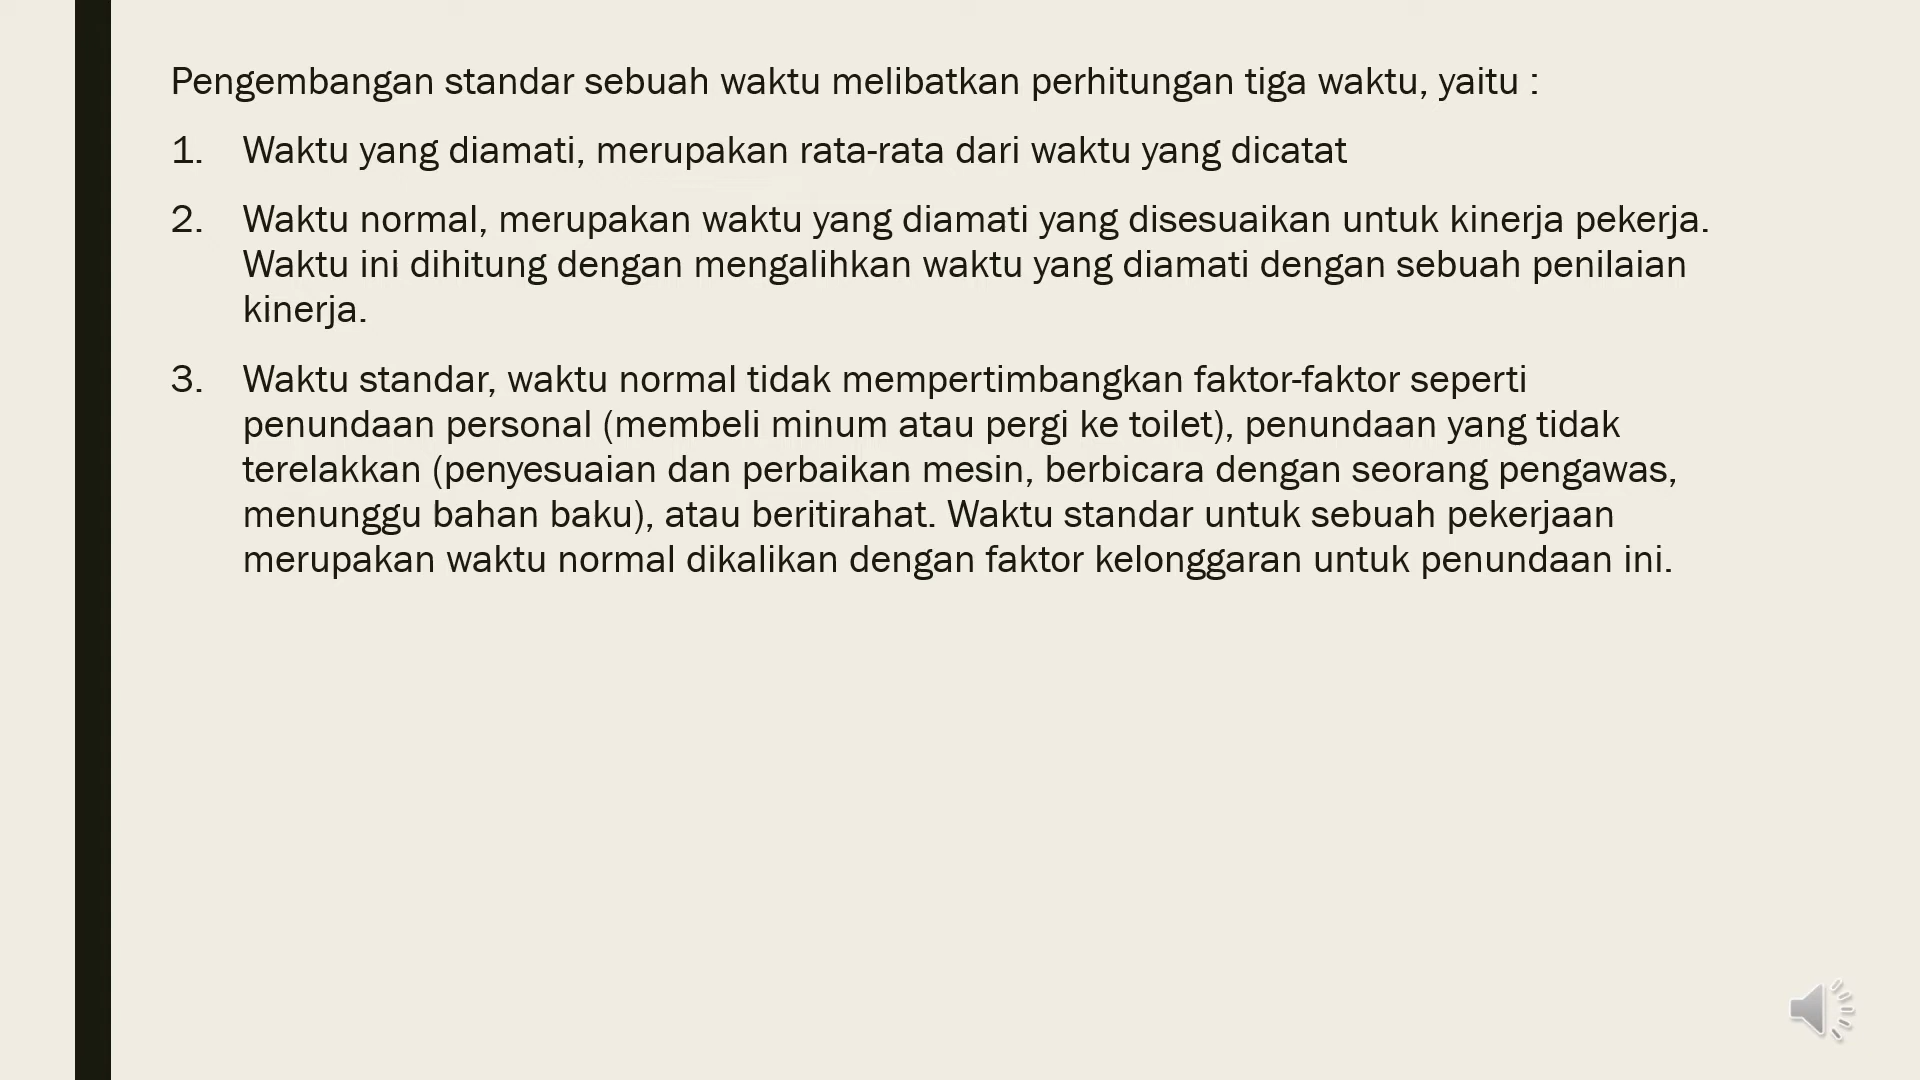 Pengembangan standar sebuah waktu melibatkan perhitungan tiga waktu, yaitu :
1. Waktu yang diamati, merupakan rata-rata dari waktu yang dicatat
2. Waktu normal, merupakan waktu yang diamati yang disesuaikan untuk kinerja pekerja.
Waktu ini dihitung dengan mengalihkan waktu yang diamati dengan sebuah penilaian
kinerja.
3. Waktu standar, waktu normal tidak mempertimbangkan faktor-faktor seperti
penundaan personal (membeli minum atau pergi ke toilet), penundaan yang tidak
terelakkan (penyesuaian dan perbaikan mesin, berbicara dengan seorang pengawas,
menunggu bahan baku), atau beritirahat. Waktu standar untuk sebuah pekerjaan
merupakan waktu normal dikalikan dengan faktor kelonggaran untuk penundaan ini.